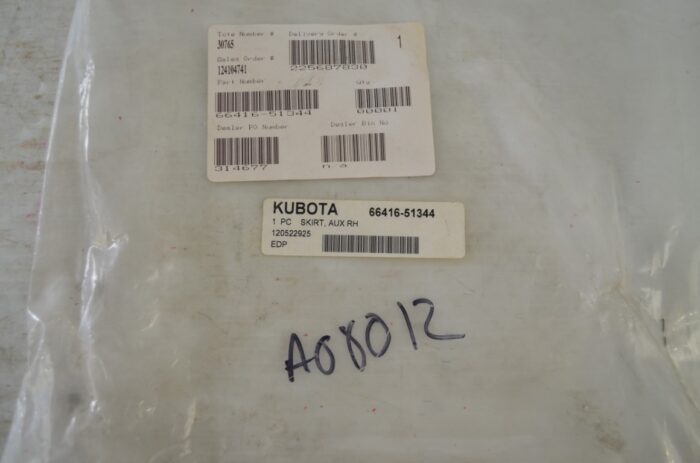 Tote Number # Delivery Order #
30765
1
Sales Order #
124104741
225687830
Part Number
Qty
66416-51344
00001
Dealer PO Number
Dealer Bin No
314677
n/a
KUBOTA 66416-51344
1 PC SKIRT, AUX RH
120522925
EDP
A08012